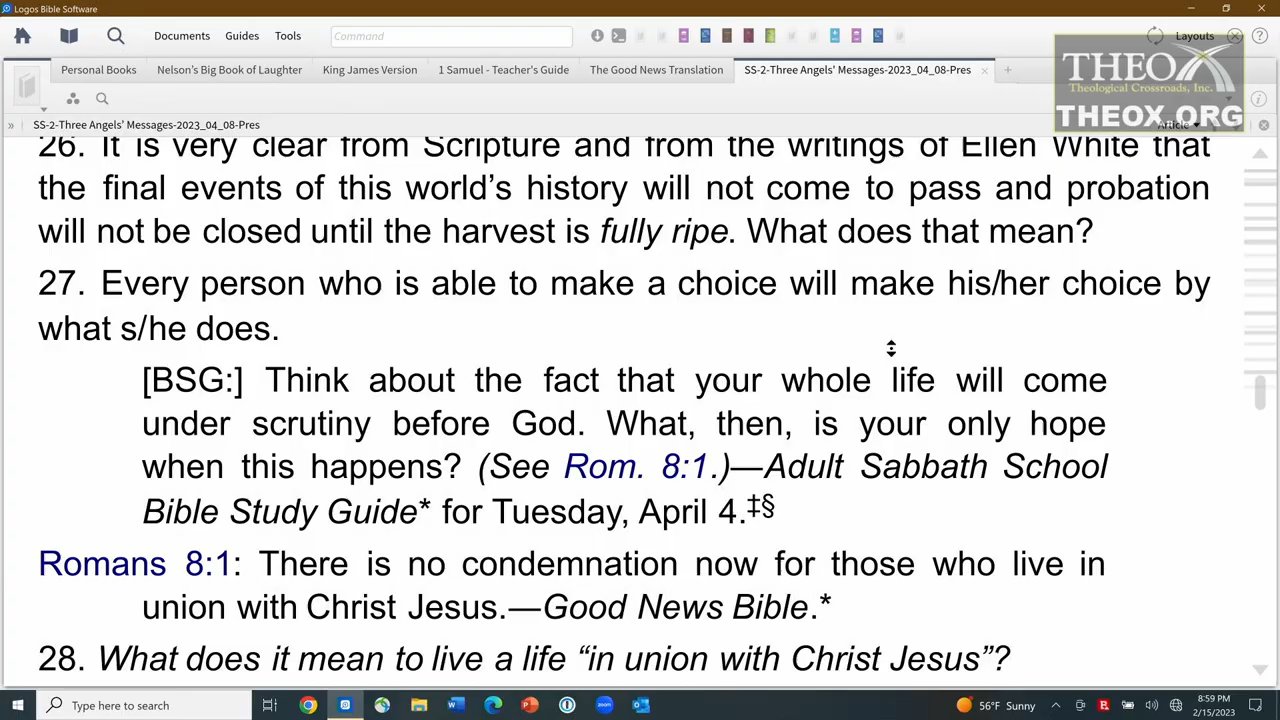 Logos Bible Software
Documents Guides Tools Command Layouts
THEOX
Theological Crossroads, Inc.
THEOX.ORG
Personal Books Nelson's Big Book of Laughter King James Version 1 Samuel - Teacher's Guide The Good News Translation SS-2-Three Angels' Messages-2023_04_08-Pres
SS-2-Three Angels' Messages-2023_04_08-Pres Article
26. It is very clear from Scripture and from the writings of Ellen White that
the final events of this world's history will not come to pass and probation
will not be closed until the harvest is fully ripe. What does that mean?
27. Every person who is able to make a choice will make his/her choice by
what s/he does.
[BSG:] Think about the fact that your whole life will come
under scrutiny before God. What, then, is your only hope
when this happens? (See Rom. 8:1.)—Adult Sabbath School
Bible Study Guide* for Tuesday, April 4.‡§
Romans 8:1: There is no condemnation now for those who live in
union with Christ Jesus.—Good News Bible.*
28. What does it mean to live a life “in union with Christ Jesus”?
Type here to search
56°F Sunny
8:59 PM
2/15/2023